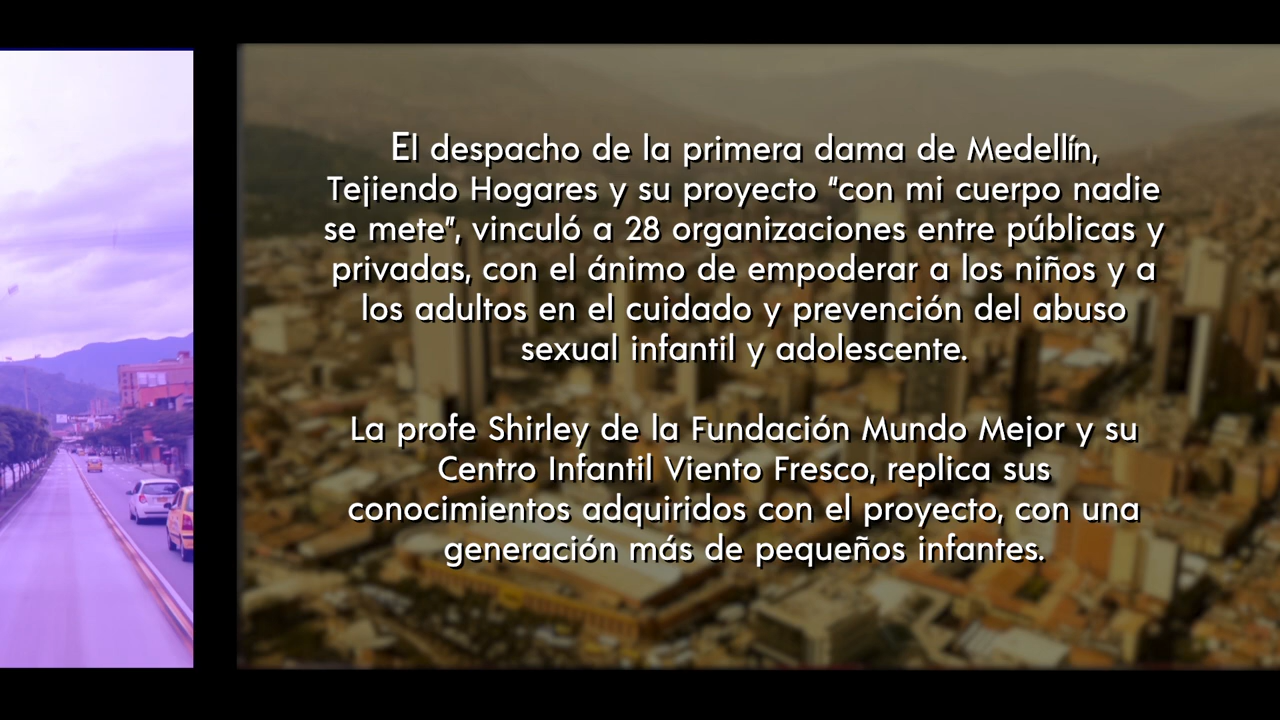 El despacho de la primera dama de Medellín,
Tejiendo Hogares y su proyecto "con mi cuerpo nadie
se mete", vinculó a 28 organizaciones entre públicas y
privadas, con el ánimo de empoderar a los niños y a
los adultos en el cuidado y prevención del abuso
sexual infantil y adolescente.
La profe Shirley de la Fundación Mundo Mejor y su
Centro Infantil Viento Fresco, replica sus
conocimientos adquiridos con el proyecto, con una
generación más de pequeños infantes.